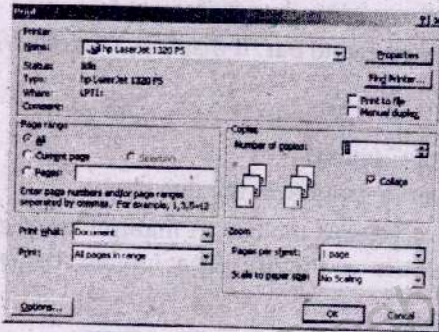 Print
Printer
Name: hp LaserJet 1320 PS
Properties
Status: Idle
Type: hp LaserJet 1320 PS
Where: LPT1:
Comment:
Find Printer...
Print to file
Manual duplex
Page range
All
Current page Selection
Pages:
Enter page numbers and/or page ranges
separated by commas. For example, 1,3,5-12
Copies
Number of copies:
Collate
Print what: Document
Print: All pages in range
Zoom
Pages per sheet: 1 page
Scale to paper size: No Scaling
Options...
OK Cancel